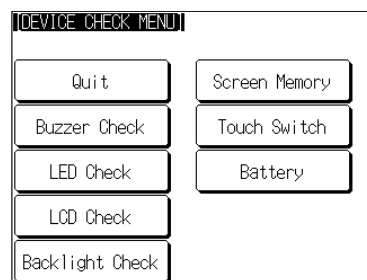 [DEVICE CHECK MENU]
Quit
Screen Memory
Buzzer Check
Touch Switch
LED Check
Battery
LCD Check
Backlight Check